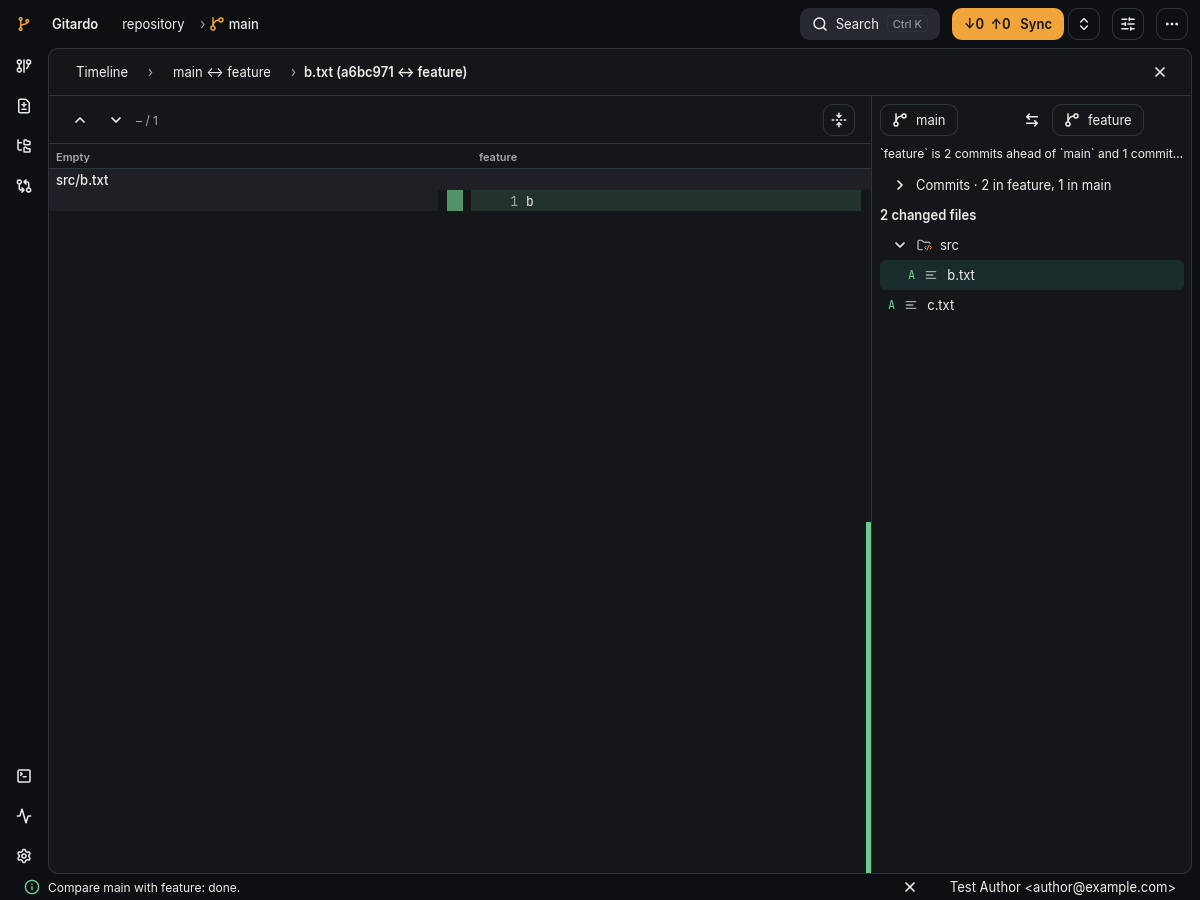 Gitardo repository › main Search Ctrl K ↓0 ↑0 Sync
Timeline › main ↔ feature › b.txt (a6bc971 ↔ feature)
– / 1
main feature
`feature` is 2 commits ahead of `main` and 1 commit...
Empty feature
src/b.txt
1 b
Commits · 2 in feature, 1 in main
2 changed files
src
A b.txt
A c.txt
Compare main with feature: done.
Test Author <author@example.com>